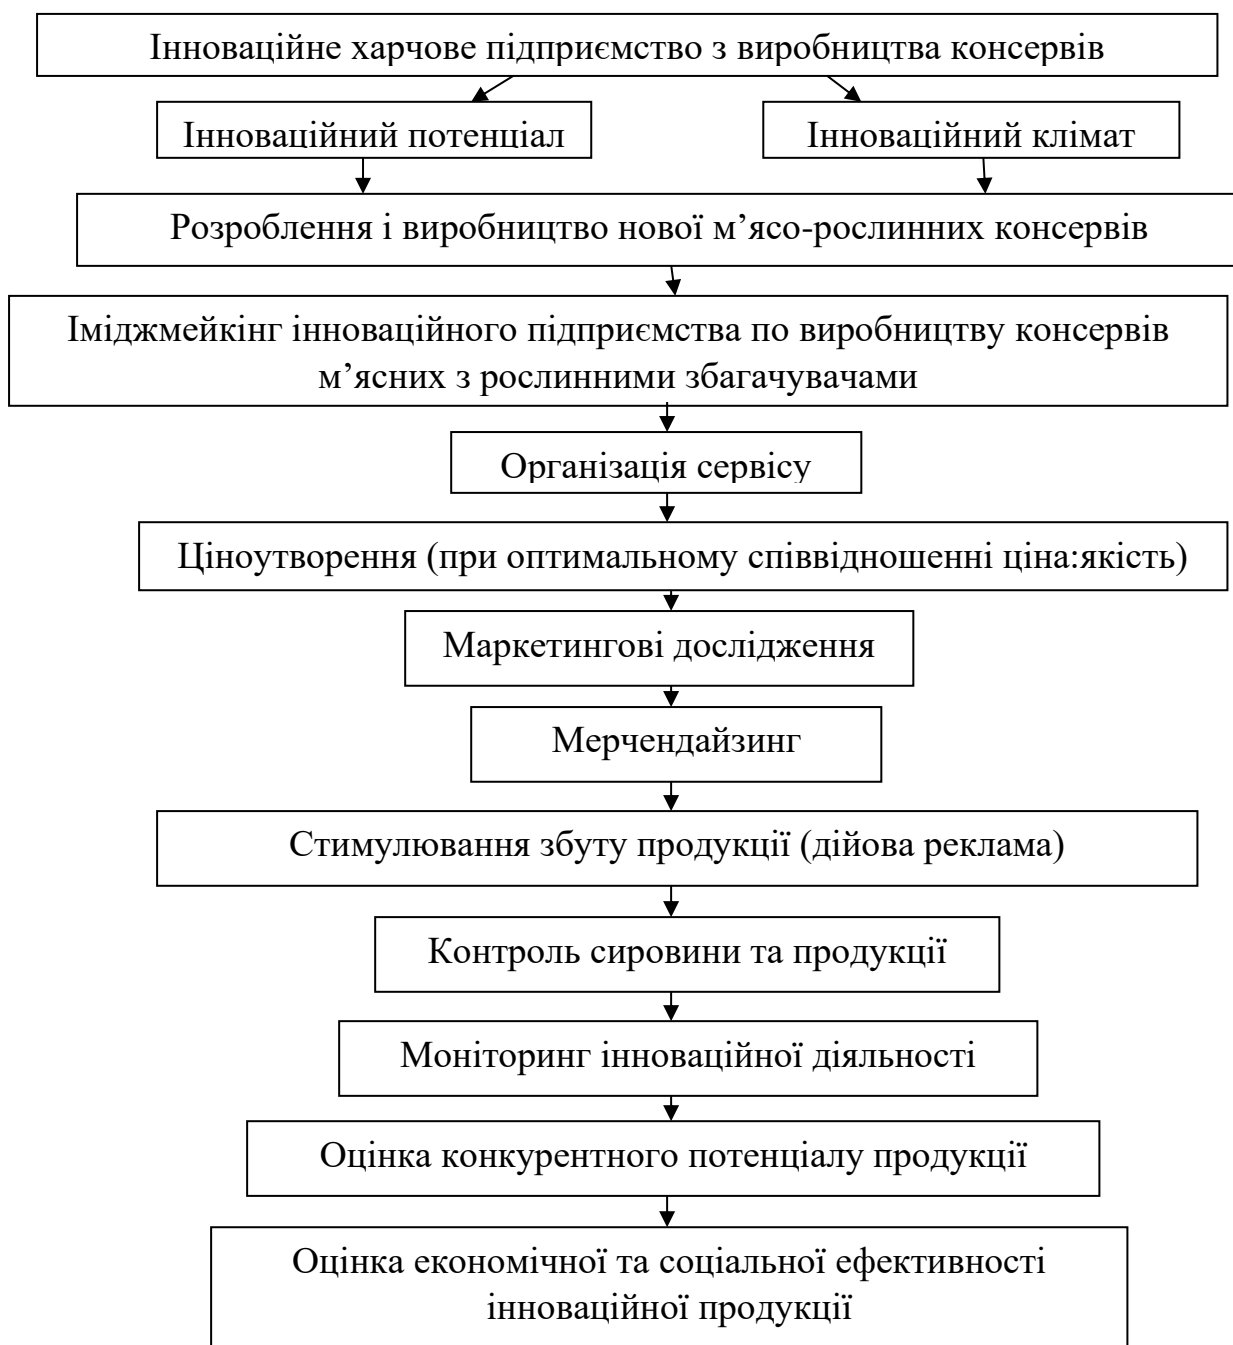 Інноваційне харчове підприємство з виробництва консервів
Інноваційний потенціал
Інноваційний клімат
Розроблення і виробництво нової м’ясо-рослинних консервів
Іміджмейкінг інноваційного підприємства по виробництву консервів
м’ясних з рослинними збагачувачами
Організація сервісу
Ціноутворення (при оптимальному співвідношенні ціна:якість)
Маркетингові дослідження
Мерчендайзинг
Стимулювання збуту продукції (дійова реклама)
Контроль сировини та продукції
Моніторинг інноваційної діяльності
Оцінка конкурентного потенціалу продукції
Оцінка економічної та соціальної ефективності
інноваційної продукції